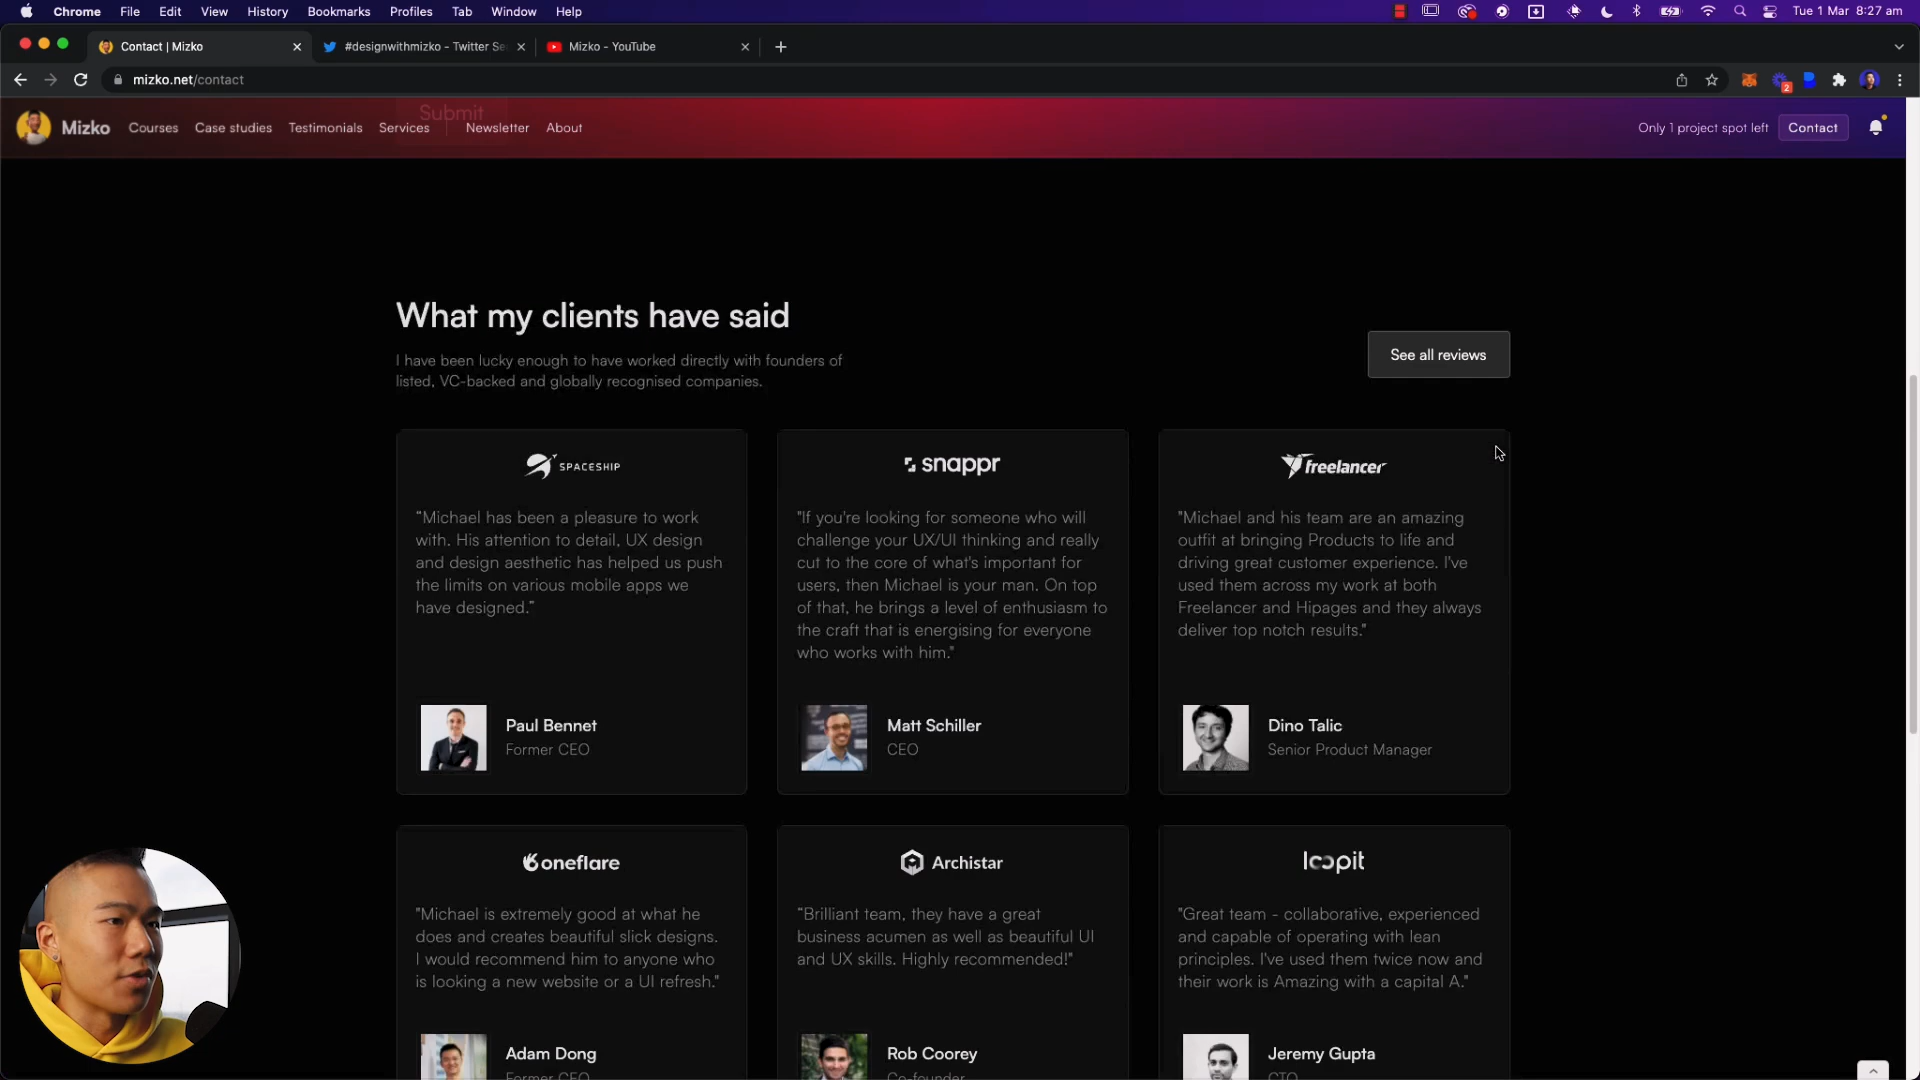 Chrome File Edit View History Bookmarks Profiles Tab Window Help Tue 1 Mar 8:27 am
Contact | Mizko #designwithmizko - Twitter Se Mizko - YouTube
mizko.net/contact 2
Submit
Mizko Courses Case studies Testimonials Services Newsletter About Only 1 project spot left Contact
What my clients have said
I have been lucky enough to have worked directly with founders of
listed, VC-backed and globally recognised companies.
See all reviews
SPACESHIP
“Michael has been a pleasure to work
with. His attention to detail, UX design
and design aesthetic has helped us push
the limits on various mobile apps we
have designed.”
Paul Bennet
Former CEO
snappr
"If you're looking for someone who will
challenge your UX/UI thinking and really
cut to the core of what's important for
users, then Michael is your man. On top
of that, he brings a level of enthusiasm to
the craft that is energising for everyone
who works with him."
Matt Schiller
CEO
freelancer
"Michael and his team are an amazing
outfit at bringing Products to life and
driving great customer experience. I've
used them across my work at both
Freelancer and Hipages and they always
deliver top notch results."
Dino Talic
Senior Product Manager
oneflare
"Michael is extremely good at what he
does and creates beautiful slick designs.
I would recommend him to anyone who
is looking a new website or a UI refresh."
Adam Dong
Former CEO
Archistar
“Brilliant team, they have a great
business acumen as well as beautiful UI
and UX skills. Highly recommended!"
Rob Coorey
Co-founder
loopit
"Great team - collaborative, experienced
and capable of operating with lean
principles. I've used them twice now and
their work is Amazing with a capital A."
Jeremy Gupta
CTO